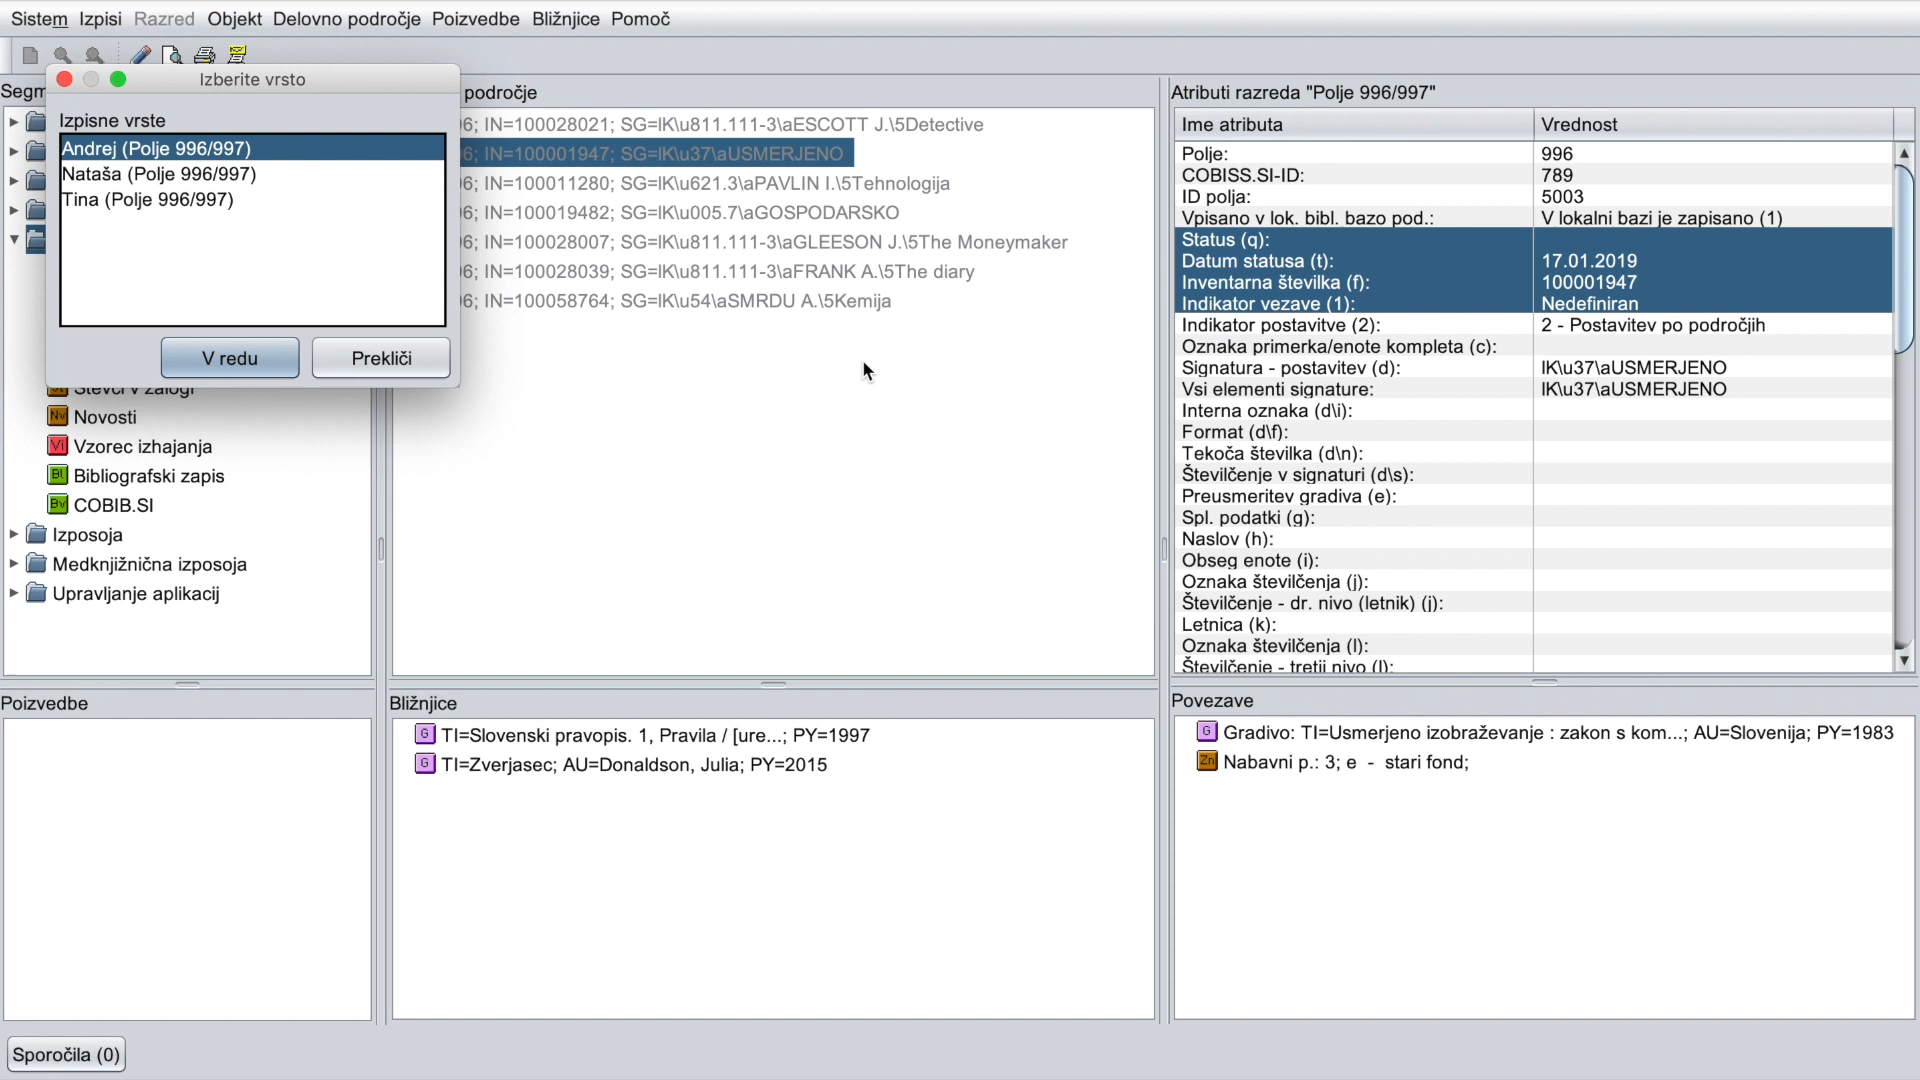 Sistem Izpisi Razred Objekt Delovno področje Poizvedbe Bližnjice Pomoč
Izberite vrsto
Izpisne vrste
Andrej (Polje 996/997)
Nataša (Polje 996/997)
Tina (Polje 996/997)
V redu
Prekliči
Segm
Števci v zalogi
Novosti
Vzorec izhajanja
Bibliografski zapis
COBIB.SI
Izposoja
Medknjižnična izposoja
Upravljanje aplikacij
področje
6; IN=100028021; SG=IK\u811.111-3\aESCOTT J.\5Detective
6; IN=100001947; SG=IK\u37\aUSMERJENO
6; IN=100011280; SG=IK\u621.3\aPAVLIN I.\5Tehnologija
6; IN=100019482; SG=IK\u005.7\aGOSPODARSKO
6; IN=100028007; SG=IK\u811.111-3\aGLEESON J.\5The Moneymaker
6; IN=100028039; SG=IK\u811.111-3\aFRANK A.\5The diary
6; IN=100058764; SG=IK\u54\aSMRDU A.\5Kemija
Atributi razreda "Polje 996/997"
Ime atributa Vrednost
Polje: 996
COBISS.SI-ID: 789
ID polja: 5003
Vpisano v lok. bibl. bazo pod.: V lokalni bazi je zapisano (1)
Status (q):
Datum statusa (t): 17.01.2019
Inventarna številka (f): 100001947
Indikator vezave (1): Nedefiniran
Indikator postavitve (2): 2 - Postavitev po področjih
Oznaka primerka/enote kompleta (c):
Signatura - postavitev (d): IK\u37\aUSMERJENO
Vsi elementi signature: IK\u37\aUSMERJENO
Interna oznaka (d\i):
Format (d\f):
Tekoča številka (d\n):
Številčenje v signaturi (d\s):
Preusmeritev gradiva (e):
Spl. podatki (g):
Naslov (h):
Obseg enote (i):
Oznaka številčenja (j):
Številčenje - dr. nivo (letnik) (j):
Letnica (k):
Oznaka številčenja (l):
Številčenje - tretji nivo (l):
Poizvedbe
Bližnjice
G TI=Slovenski pravopis. 1, Pravila / [ure...; PY=1997
G TI=Zverjasec; AU=Donaldson, Julia; PY=2015
Povezave
G Gradivo: TI=Usmerjeno izobraževanje : zakon s kom...; AU=Slovenija; PY=1983
Zn Nabavni p.: 3; e - stari fond;
Sporočila (0)